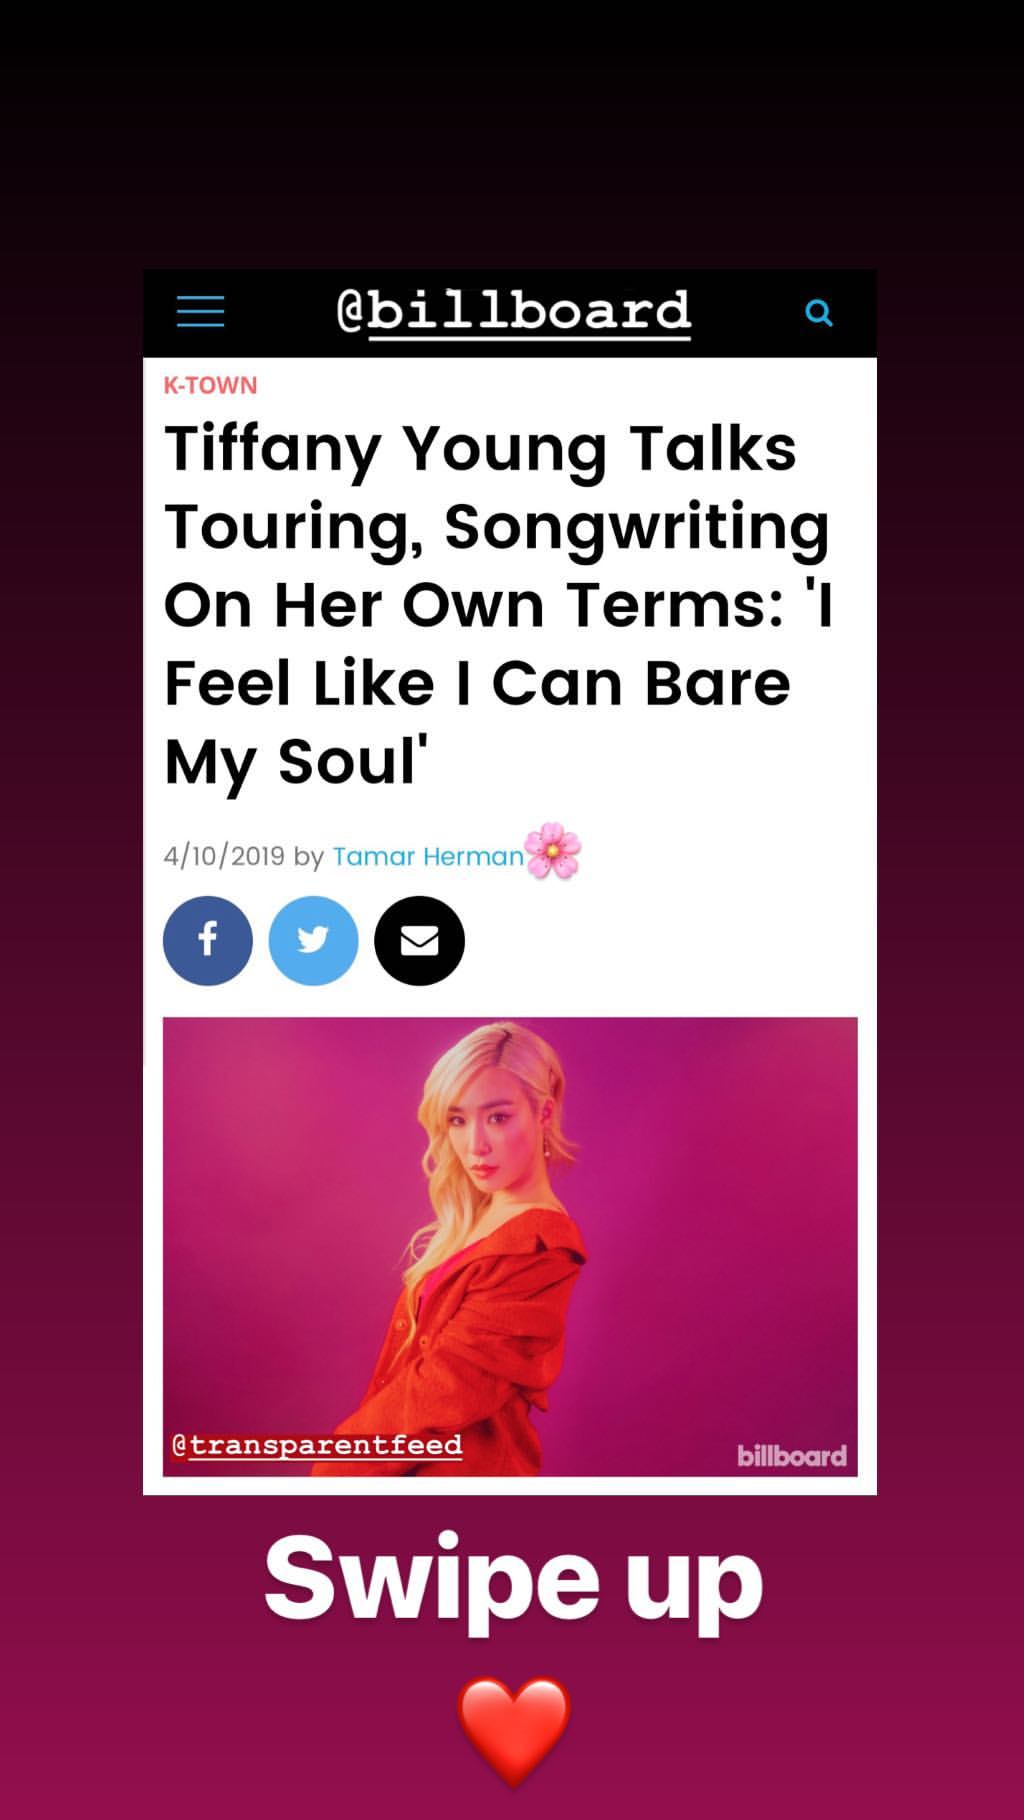 @billboard
K-TOWN
Tiffany Young Talks
Touring, Songwriting
On Her Own Terms: 'I
Feel Like I Can Bare
My Soul'
4/10/2019 by Tamar Herman
@transparentfeed
billboard
Swipe up